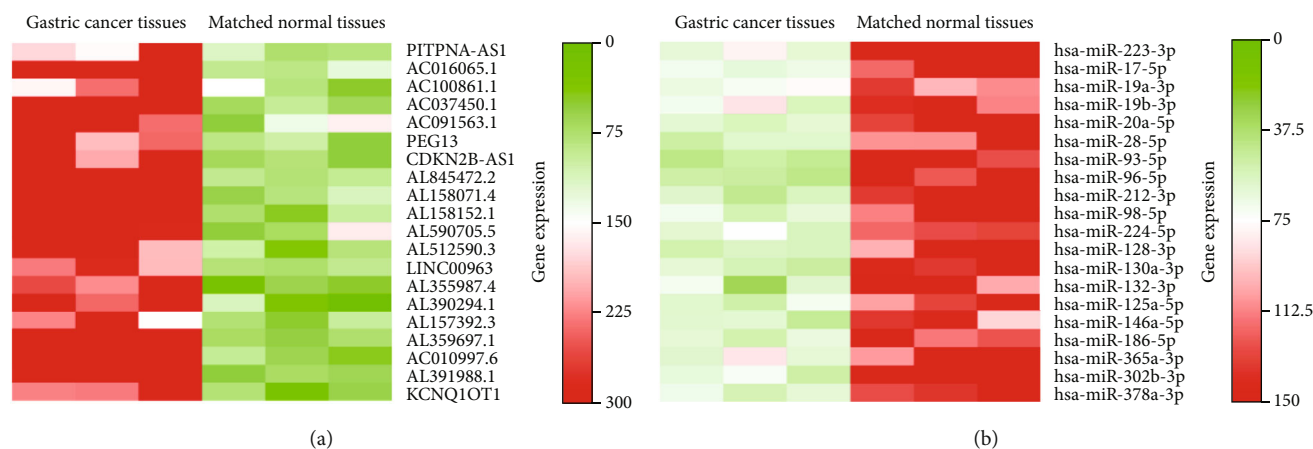 Gastric cancer tissues Matched normal tissues
PITPNA-AS1
AC016065.1
AC100861.1
AC037450.1
AC091563.1
PEG13
CDKN2B-AS1
AL845472.2
AL158071.4
AL158152.1
AL590705.5
AL512590.3
LINC00963
AL355987.4
AL390294.1
AL157392.3
AL359697.1
AC010997.6
AL391988.1
KCNQ1OT1
Gene expression
0
75
150
225
300
(a)
Gastric cancer tissues Matched normal tissues
hsa-miR-223-3p
hsa-miR-17-5p
hsa-miR-19a-3p
hsa-miR-19b-3p
hsa-miR-20a-5p
hsa-miR-28-5p
hsa-miR-93-5p
hsa-miR-96-5p
hsa-miR-212-3p
hsa-miR-98-5p
hsa-miR-224-5p
hsa-miR-128-3p
hsa-miR-130a-3p
hsa-miR-132-3p
hsa-miR-125a-5p
hsa-miR-146a-5p
hsa-miR-186-5p
hsa-miR-365a-3p
hsa-miR-302b-3p
hsa-miR-378a-3p
Gene expression
0
37.5
75
112.5
150
(b)